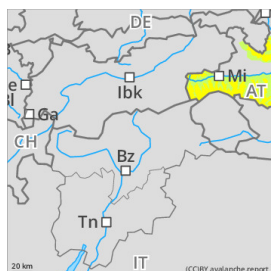 DE
Mi
AT
Ibk
Ga
CH
Bz
Tn
IT
20 km
(CC)BY avalanche.report